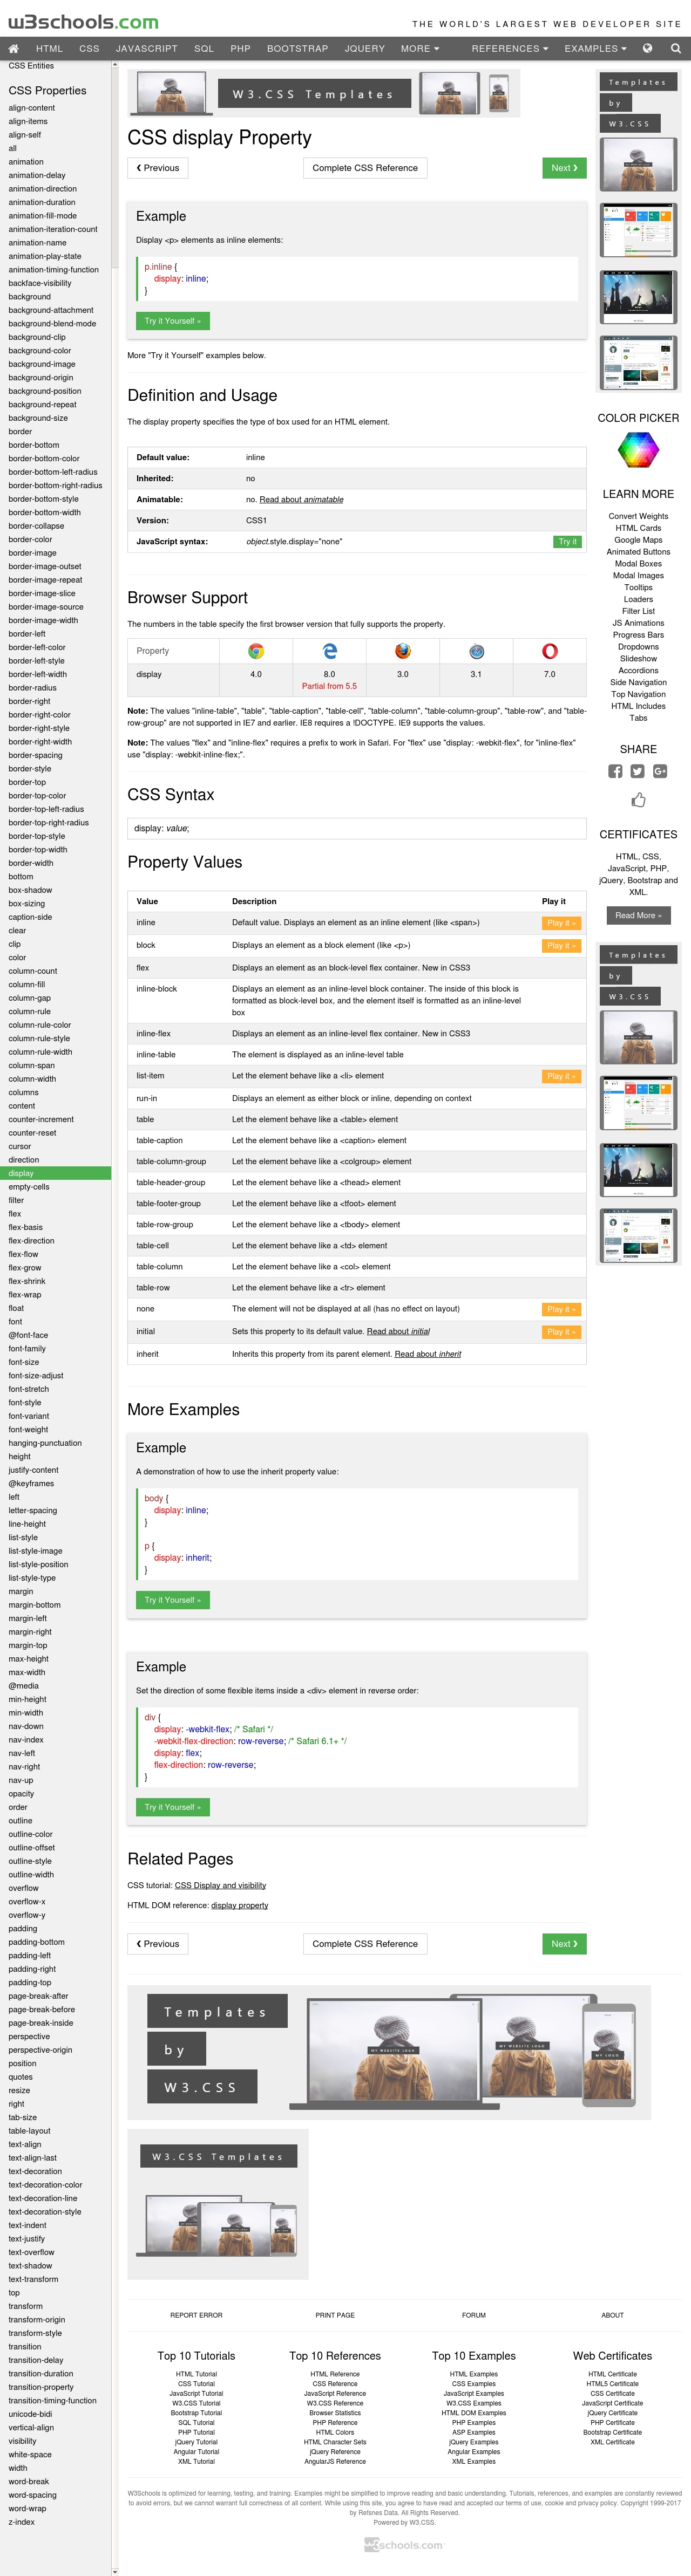 w3schools.com
THE WORLD'S LARGEST WEB DEVELOPER SITE
HTML CSS JAVASCRIPT SQL PHP BOOTSTRAP JQUERY MORE REFERENCES EXAMPLES
CSS Entities
CSS Properties
align-content
align-items
align-self
all
animation
animation-delay
animation-direction
animation-duration
animation-fill-mode
animation-iteration-count
animation-name
animation-play-state
animation-timing-function
backface-visibility
background
background-attachment
background-blend-mode
background-clip
background-color
background-image
background-origin
background-position
background-repeat
background-size
border
border-bottom
border-bottom-color
border-bottom-left-radius
border-bottom-right-radius
border-bottom-style
border-bottom-width
border-collapse
border-color
border-image
border-image-outset
border-image-repeat
border-image-slice
border-image-source
border-image-width
border-left
border-left-color
border-left-style
border-left-width
border-radius
border-right
border-right-color
border-right-style
border-right-width
border-spacing
border-style
border-top
border-top-color
border-top-left-radius
border-top-right-radius
border-top-style
border-top-width
border-width
bottom
box-shadow
box-sizing
caption-side
clear
clip
color
column-count
column-fill
column-gap
column-rule
column-rule-color
column-rule-style
column-rule-width
column-span
column-width
columns
content
counter-increment
counter-reset
cursor
direction
display
empty-cells
filter
flex
flex-basis
flex-direction
flex-flow
flex-grow
flex-shrink
flex-wrap
float
font
@font-face
font-family
font-size
font-size-adjust
font-stretch
font-style
font-variant
font-weight
hanging-punctuation
height
justify-content
@keyframes
left
letter-spacing
line-height
list-style
list-style-image
list-style-position
list-style-type
margin
margin-bottom
margin-left
margin-right
margin-top
max-height
max-width
@media
min-height
min-width
nav-down
nav-index
nav-left
nav-right
nav-up
opacity
order
outline
outline-color
outline-offset
outline-style
outline-width
overflow
overflow-x
overflow-y
padding
padding-bottom
padding-left
padding-right
padding-top
page-break-after
page-break-before
page-break-inside
perspective
perspective-origin
position
quotes
resize
right
tab-size
table-layout
text-align
text-align-last
text-decoration
text-decoration-color
text-decoration-line
text-decoration-style
text-indent
text-justify
text-overflow
text-shadow
text-transform
top
transform
transform-origin
transform-style
transition
transition-delay
transition-duration
transition-property
transition-timing-function
unicode-bidi
vertical-align
visibility
white-space
width
word-break
word-spacing
word-wrap
z-index
W3.CSS TEMPLATES
CSS display Property
❮ Previous Complete CSS Reference Next ❯
Example
Display <p> elements as inline elements:
p.inline {
display: inline;
}
Try it Yourself »
More "Try it Yourself" examples below.
Definition and Usage
The display property specifies the type of box used for an HTML element.
Default value: inline
Inherited: no
Animatable: no. Read about animatable
Version: CSS1
JavaScript syntax: object.style.display="none" Try it
Browser Support
The numbers in the table specify the first browser version that fully supports the property.
Property
display 4.0 8.0 3.0 3.1 7.0
Partial from 5.5
Note: The values "inline-table", "table", "table-caption", "table-cell", "table-column", "table-column-group", "table-row", and "table-
row-group" are not supported in IE7 and earlier. IE8 requires a !DOCTYPE. IE9 supports the values.
Note: The values "flex" and "inline-flex" requires a prefix to work in Safari. For "flex" use "display: -webkit-flex", for "inline-flex"
use "display: -webkit-inline-flex;".
CSS Syntax
display: value;
Property Values
Value Description Play it
inline Default value. Displays an element as an inline element (like <span>) Play it »
block Displays an element as a block element (like <p>) Play it »
flex Displays an element as an block-level flex container. New in CSS3
inline-block Displays an element as an inline-level block container. The inside of this block is
formatted as block-level box, and the element itself is formatted as an inline-level
box
inline-flex Displays an element as an inline-level flex container. New in CSS3
inline-table The element is displayed as an inline-level table
list-item Let the element behave like a <li> element Play it »
run-in Displays an element as either block or inline, depending on context
table Let the element behave like a <table> element
table-caption Let the element behave like a <caption> element
table-column-group Let the element behave like a <colgroup> element
table-header-group Let the element behave like a <thead> element
table-footer-group Let the element behave like a <tfoot> element
table-row-group Let the element behave like a <tbody> element
table-cell Let the element behave like a <td> element
table-column Let the element behave like a <col> element
table-row Let the element behave like a <tr> element
none The element will not be displayed at all (has no effect on layout) Play it »
initial Sets this property to its default value. Read about initial Play it »
inherit Inherits this property from its parent element. Read about inherit
More Examples
Example
A demonstration of how to use the inherit property value:
body {
display: inline;
}
p {
display: inherit;
}
Try it Yourself »
Example
Set the direction of some flexible items inside a <div> element in reverse order:
div {
display: -webkit-flex; /* Safari */
-webkit-flex-direction: row-reverse; /* Safari 6.1+ */
display: flex;
flex-direction: row-reverse;
}
Try it Yourself »
Related Pages
CSS tutorial: CSS Display and visibility
HTML DOM reference: display property
❮ Previous Complete CSS Reference Next ❯
Templates
by
W3.CSS
MY WEBSITE LOGO
MY WEBSITE LOGO
MY LOGO
W3.CSS Templates
Templates
by
W3.CSS
COLOR PICKER
LEARN MORE
Convert Weights
HTML Cards
Google Maps
Animated Buttons
Modal Boxes
Modal Images
Tooltips
Loaders
Filter List
JS Animations
Progress Bars
Dropdowns
Slideshow
Accordions
Side Navigation
Top Navigation
HTML Includes
Tabs
SHARE
CERTIFICATES
HTML, CSS,
JavaScript, PHP,
jQuery, Bootstrap and
XML.
Read More »
Templates
by
W3.CSS
REPORT ERROR PRINT PAGE FORUM ABOUT
Top 10 Tutorials
HTML Tutorial
CSS Tutorial
JavaScript Tutorial
W3.CSS Tutorial
Bootstrap Tutorial
SQL Tutorial
PHP Tutorial
jQuery Tutorial
Angular Tutorial
XML Tutorial
Top 10 References
HTML Reference
CSS Reference
JavaScript Reference
W3.CSS Reference
Browser Statistics
PHP Reference
HTML Colors
HTML Character Sets
jQuery Reference
AngularJS Reference
Top 10 Examples
HTML Examples
CSS Examples
JavaScript Examples
W3.CSS Examples
HTML DOM Examples
PHP Examples
ASP Examples
jQuery Examples
Angular Examples
XML Examples
Web Certificates
HTML Certificate
HTML5 Certificate
CSS Certificate
JavaScript Certificate
jQuery Certificate
PHP Certificate
Bootstrap Certificate
XML Certificate
W3Schools is optimized for learning, testing, and training. Examples might be simplified to improve reading and basic understanding. Tutorials, references, and examples are constantly reviewed
to avoid errors, but we cannot warrant full correctness of all content. While using this site, you agree to have read and accepted our terms of use, cookie and privacy policy. Copyright 1999-2017
by Refsnes Data. All Rights Reserved.
Powered by W3.CSS.
w3schools.com